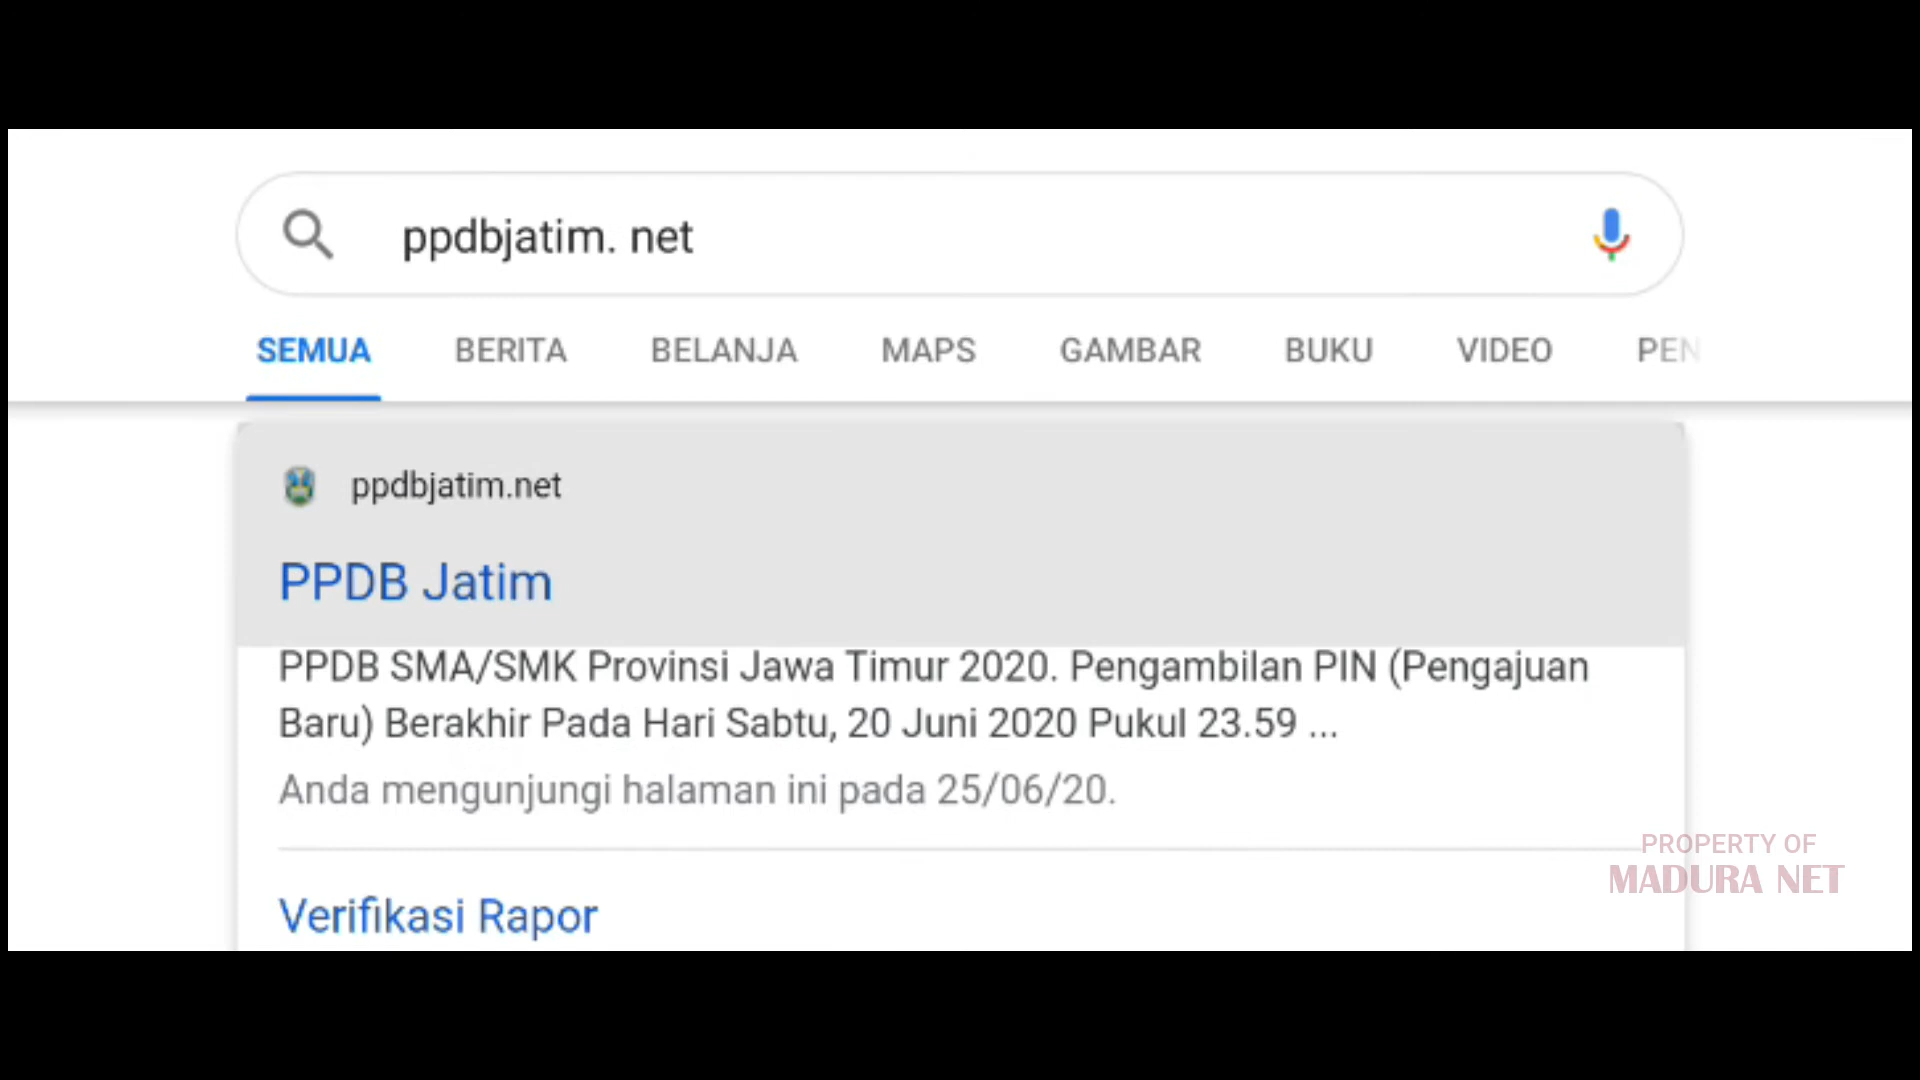 ppdbjatim. net
SEMUA BERITA BELANJA MAPS GAMBAR BUKU VIDEO PEN
ppdbjatim.net
PPDB Jatim
PPDB SMA/SMK Provinsi Jawa Timur 2020. Pengambilan PIN (Pengajuan
Baru) Berakhir Pada Hari Sabtu, 20 Juni 2020 Pukul 23.59 ...
Anda mengunjungi halaman ini pada 25/06/20.
PROPERTY OF
MADURA NET
Verifikasi Rapor